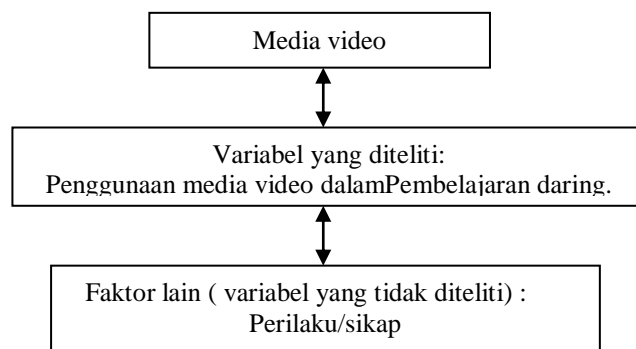 Media video
Variabel yang diteliti:
Penggunaan media video dalamPembelajaran daring.
Faktor lain ( variabel yang tidak diteliti) :
Perilaku/sikap